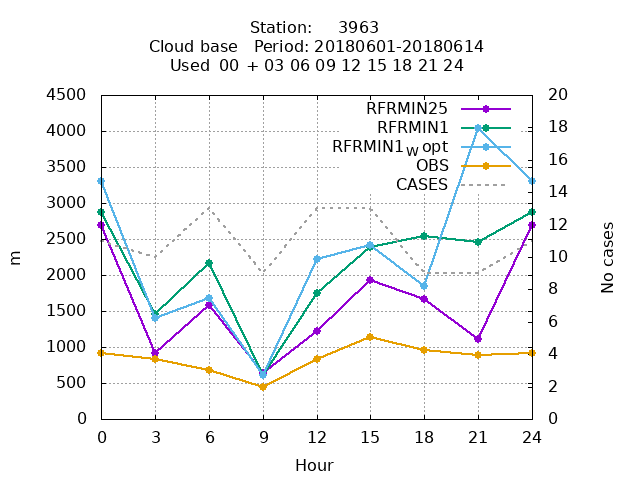 Station:     3963
Cloud base   Period: 20180601-20180614
Used  00  + 03 06 09 12 15 18 21 24
4500
4000
3500
3000
2500
2000
1500
1000
500
0
m
RFRMIN25
RFRMIN1
RFRMIN1w opt
OBS
CASES
20
18
16
14
12
10
8
6
4
2
0
No cases
0 3 6 9 12 15 18 21 24
Hour